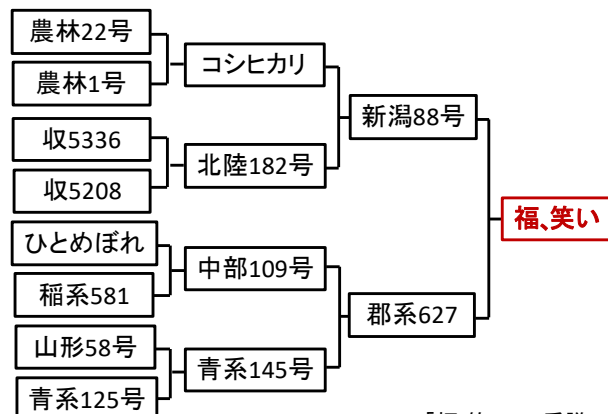 農林22号
農林1号
コシヒカリ
新潟88号
収5336
収5208
北陸182号
福、笑い
ひとめぼれ
稲系581
中部109号
郡系627
山形58号
青系125号
青系145号